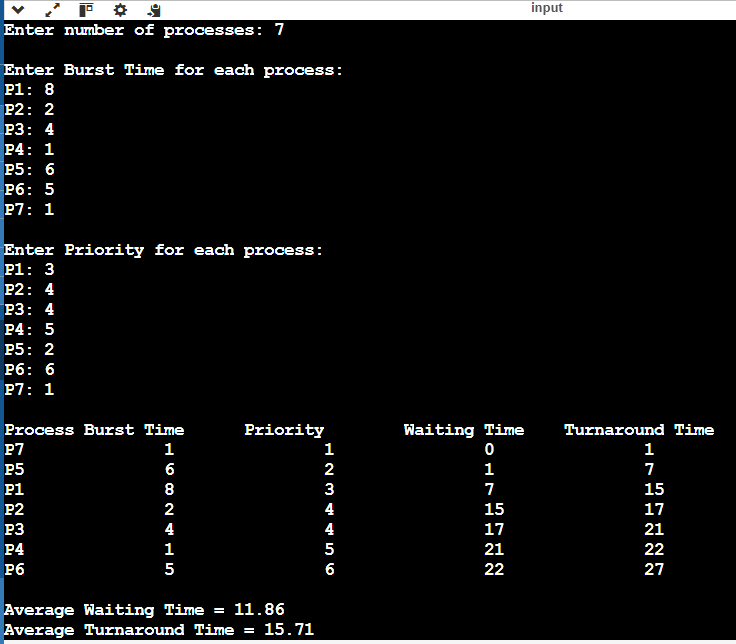 input
Enter number of processes: 7
Enter Burst Time for each process:
P1: 8
P2: 2
P3: 4
P4: 1
P5: 6
P6: 5
P7: 1
Enter Priority for each process:
P1: 3
P2: 4
P3: 4
P4: 5
P5: 2
P6: 6
P7: 1
Process Burst Time Priority Waiting Time Turnaround Time
P7 1 1 0 1
P5 6 2 1 7
P1 8 3 7 15
P2 2 4 15 17
P3 4 4 17 21
P4 1 5 21 22
P6 5 6 22 27
Average Waiting Time = 11.86
Average Turnaround Time = 15.71